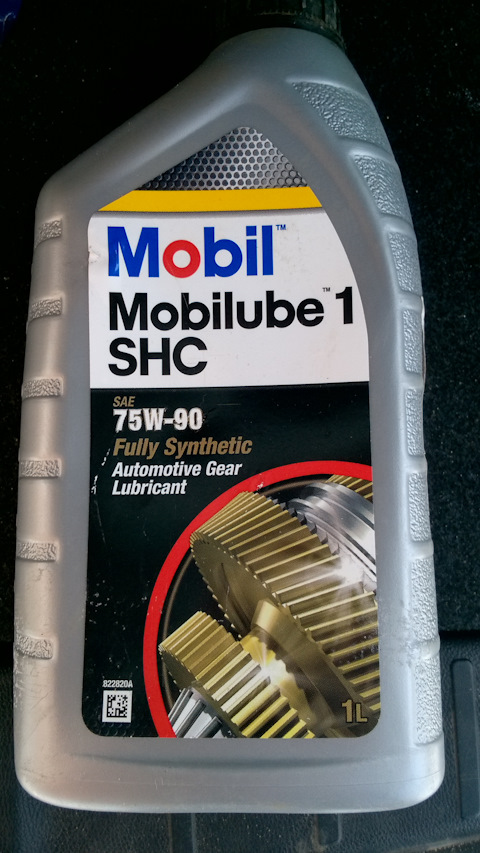 Mobil™
Mobilube™ 1
SHC
SAE
75W-90
Fully Synthetic
Automotive Gear
Lubricant
822820A
1L